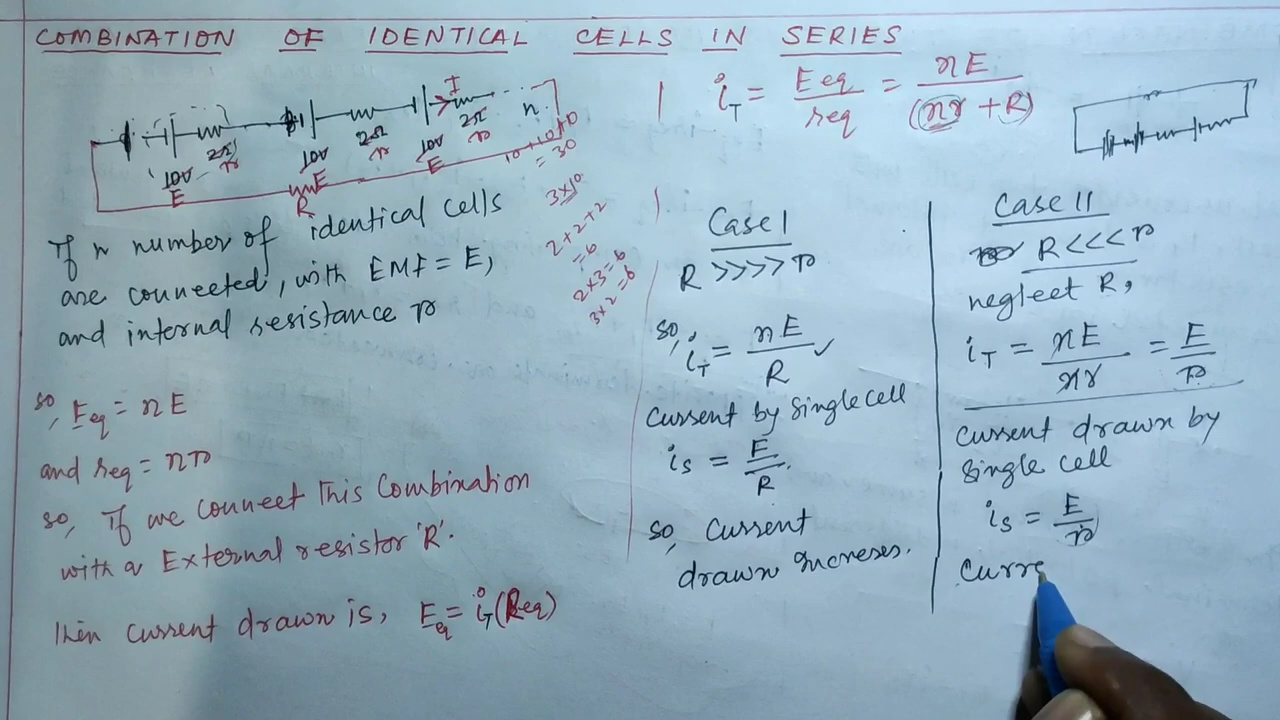 COMBINATION OF IDENTICAL CELLS IN SERIES
I
n
2Ω 2Ω 2Ω
r r r
10V 10V 10V
E E E
R
10+10+10
= 30
3×10
2+2+2
= 6
2×3=6
3×2=6
If n number of identical cells
are connected, with EMF = E,
and internal resistance r
so, Eeq = nE
and req = nr
so, If we connect This Combination
with a External resistor 'R'.
Then current drawn is, Eeq = iT(Req)
iT = Eeq/req = nE/(nr + R)
Case I
R >>>> r
so, iT = nE/R ✓
Current by Single cell
is = E/R.
so, Current
drawn increses.
Case II
R <<< r
neglect R,
iT = nE/nr = E/r
Current drawn by
Single cell
is = E/r
Curre